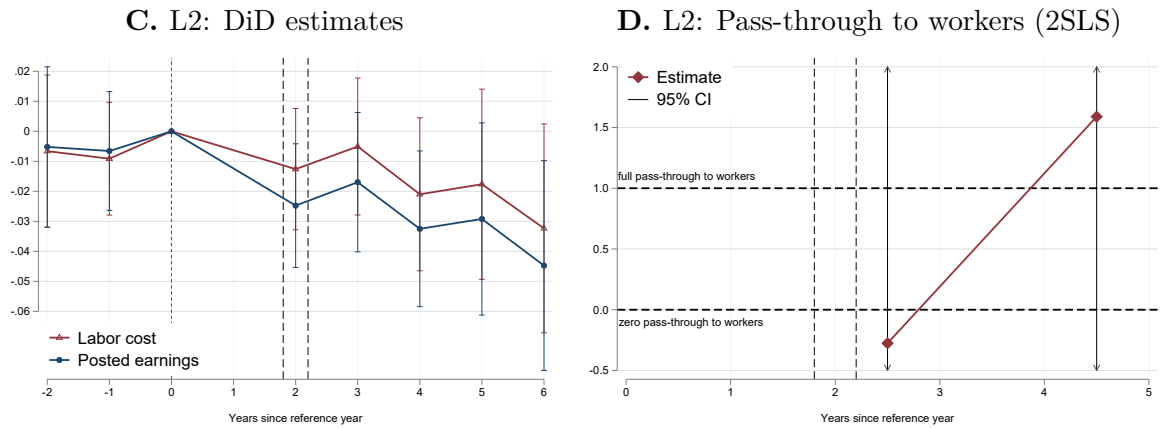 C. L2: DiD estimates
.02
.01
0
-.01
-.02
-.03
-.04
-.05
-.06
Labor cost
Posted earnings
-2 -1 0 1 2 3 4 5 6
Years since reference year
D. L2: Pass-through to workers (2SLS)
2.0
1.5
1.0
0.5
0.0
-0.5
Estimate
95% CI
full pass-through to workers
zero pass-through to workers
0 1 2 3 4 5
Years since reference year